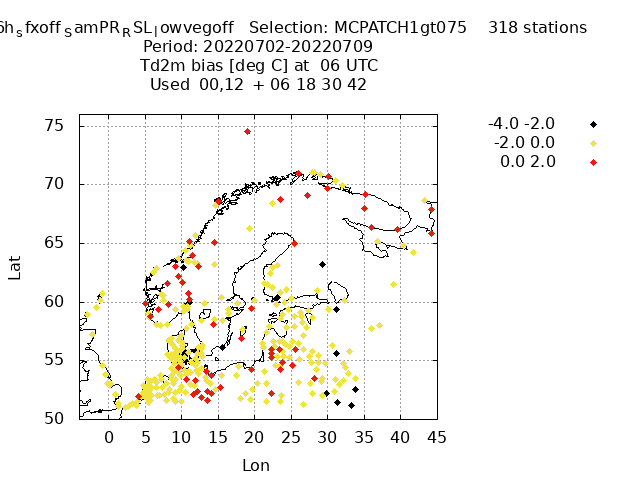 6h_sfxoff_SamPR_RSL_lowvegoff Selection: MCPATCH1gt075 318 stations
Period: 20220702-20220709
Td2m bias [deg C] at 06 UTC
Used 00,12 + 06 18 30 42
-4.0 -2.0
-2.0 0.0
0.0 2.0
75
70
65
60
55
50
Lat
0 5 10 15 20 25 30 35 40 45
Lon